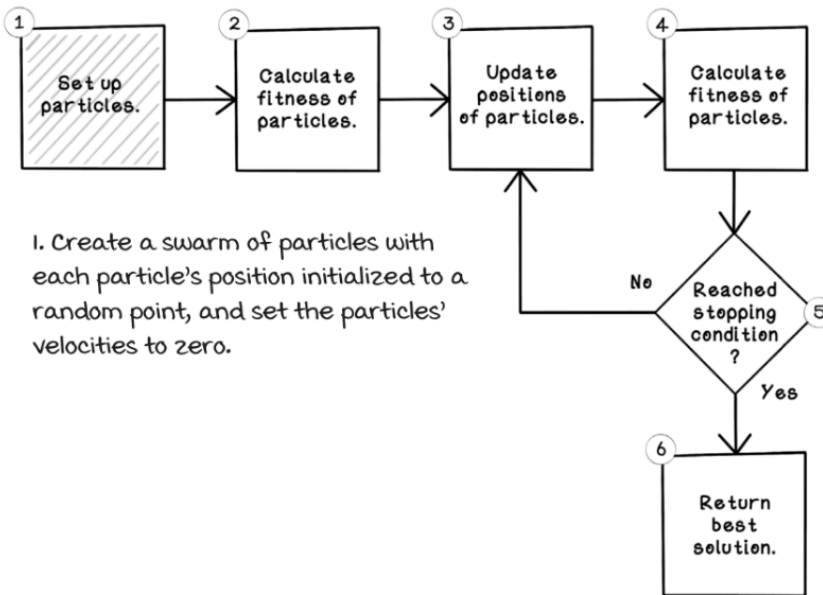 1
Set up
particles.
2
Calculate
fitness of
particles.
3
Update
positions
of particles.
4
Calculate
fitness of
particles.
1. Create a swarm of particles with
each particle's position initialized to a
random point, and set the particles'
velocities to zero.
No
Reached
stopping
condition
?
5
Yes
6
Return
best
solution.